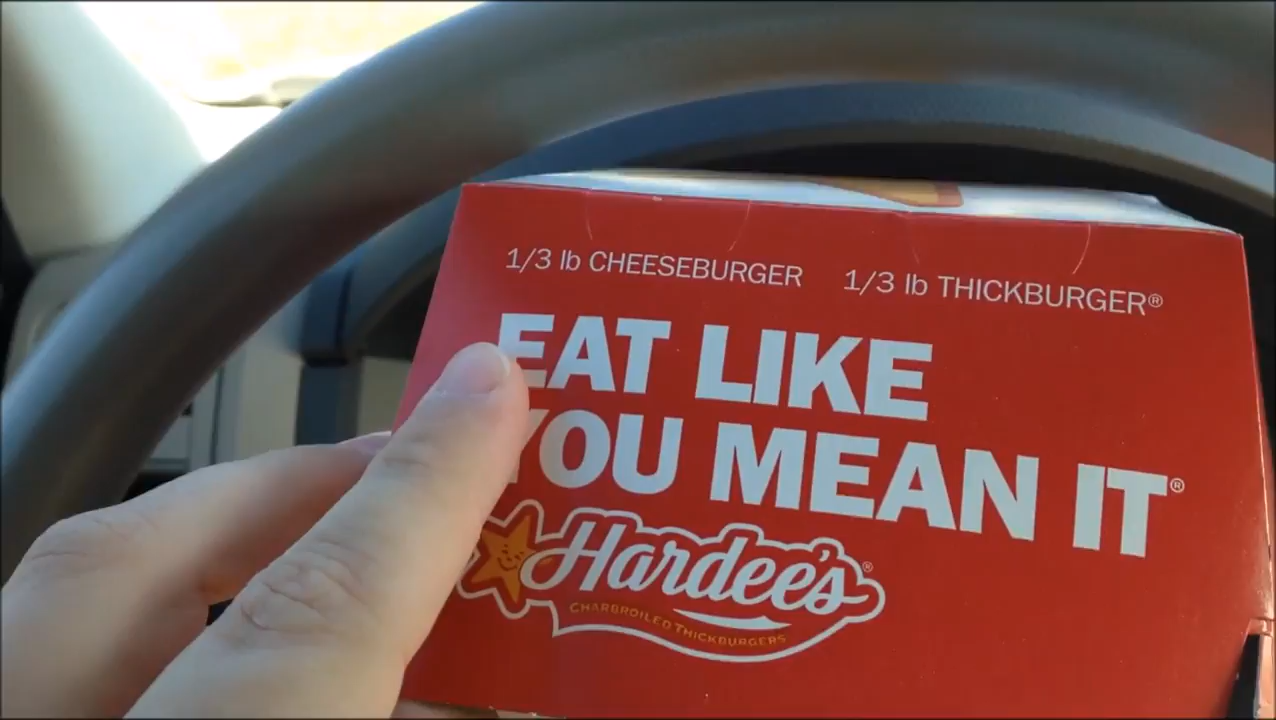 1/3 lb CHEESEBURGER 1/3 lb THICKBURGER®
EAT LIKE
YOU MEAN IT®
Hardee's®
CHARBROILED THICKBURGERS